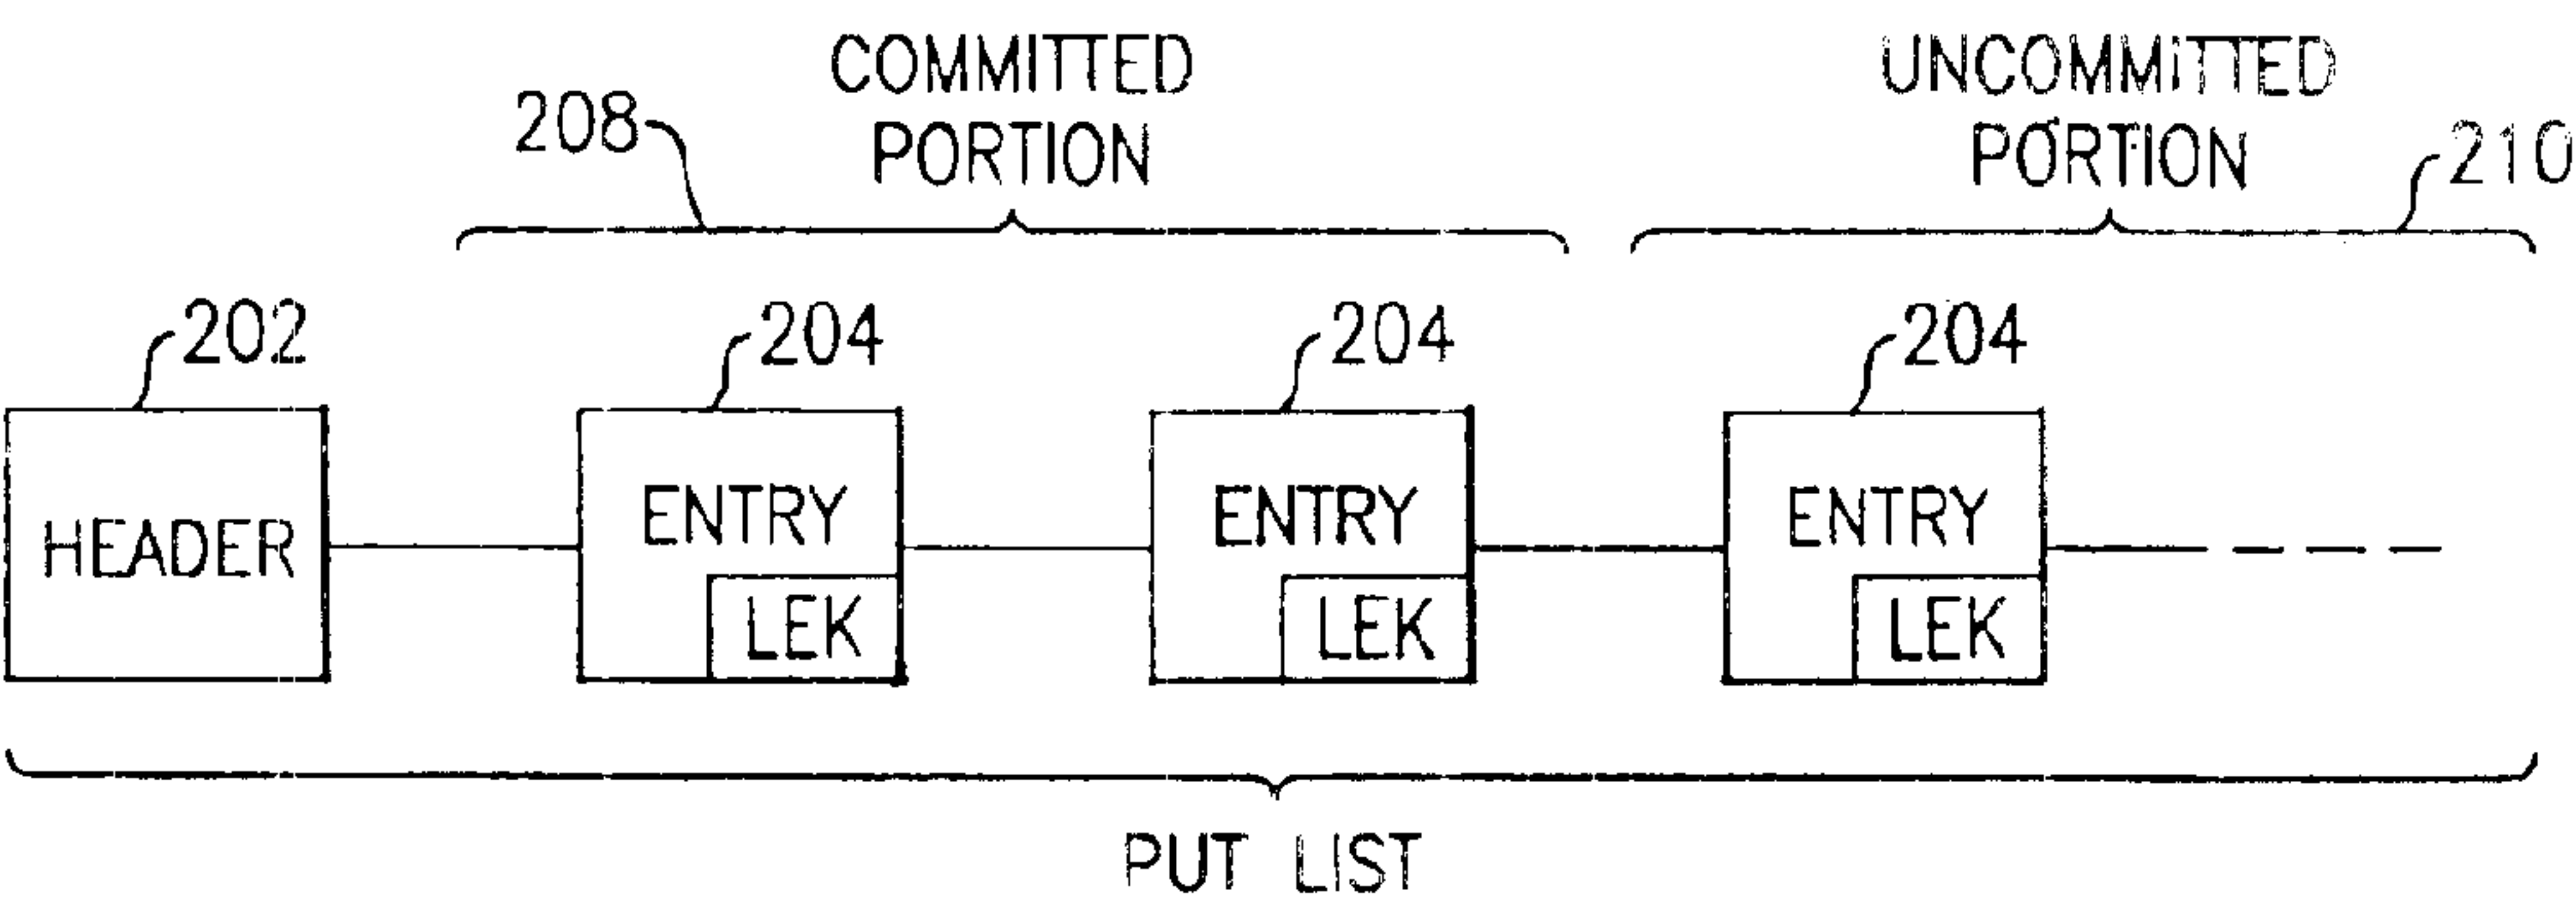 COMMITTED
PORTION
208
UNCOMMITTED
PORTION
210
202
204
204
204
HEADER
ENTRY
LEK
ENTRY
LEK
ENTRY
LEK
PUT LIST